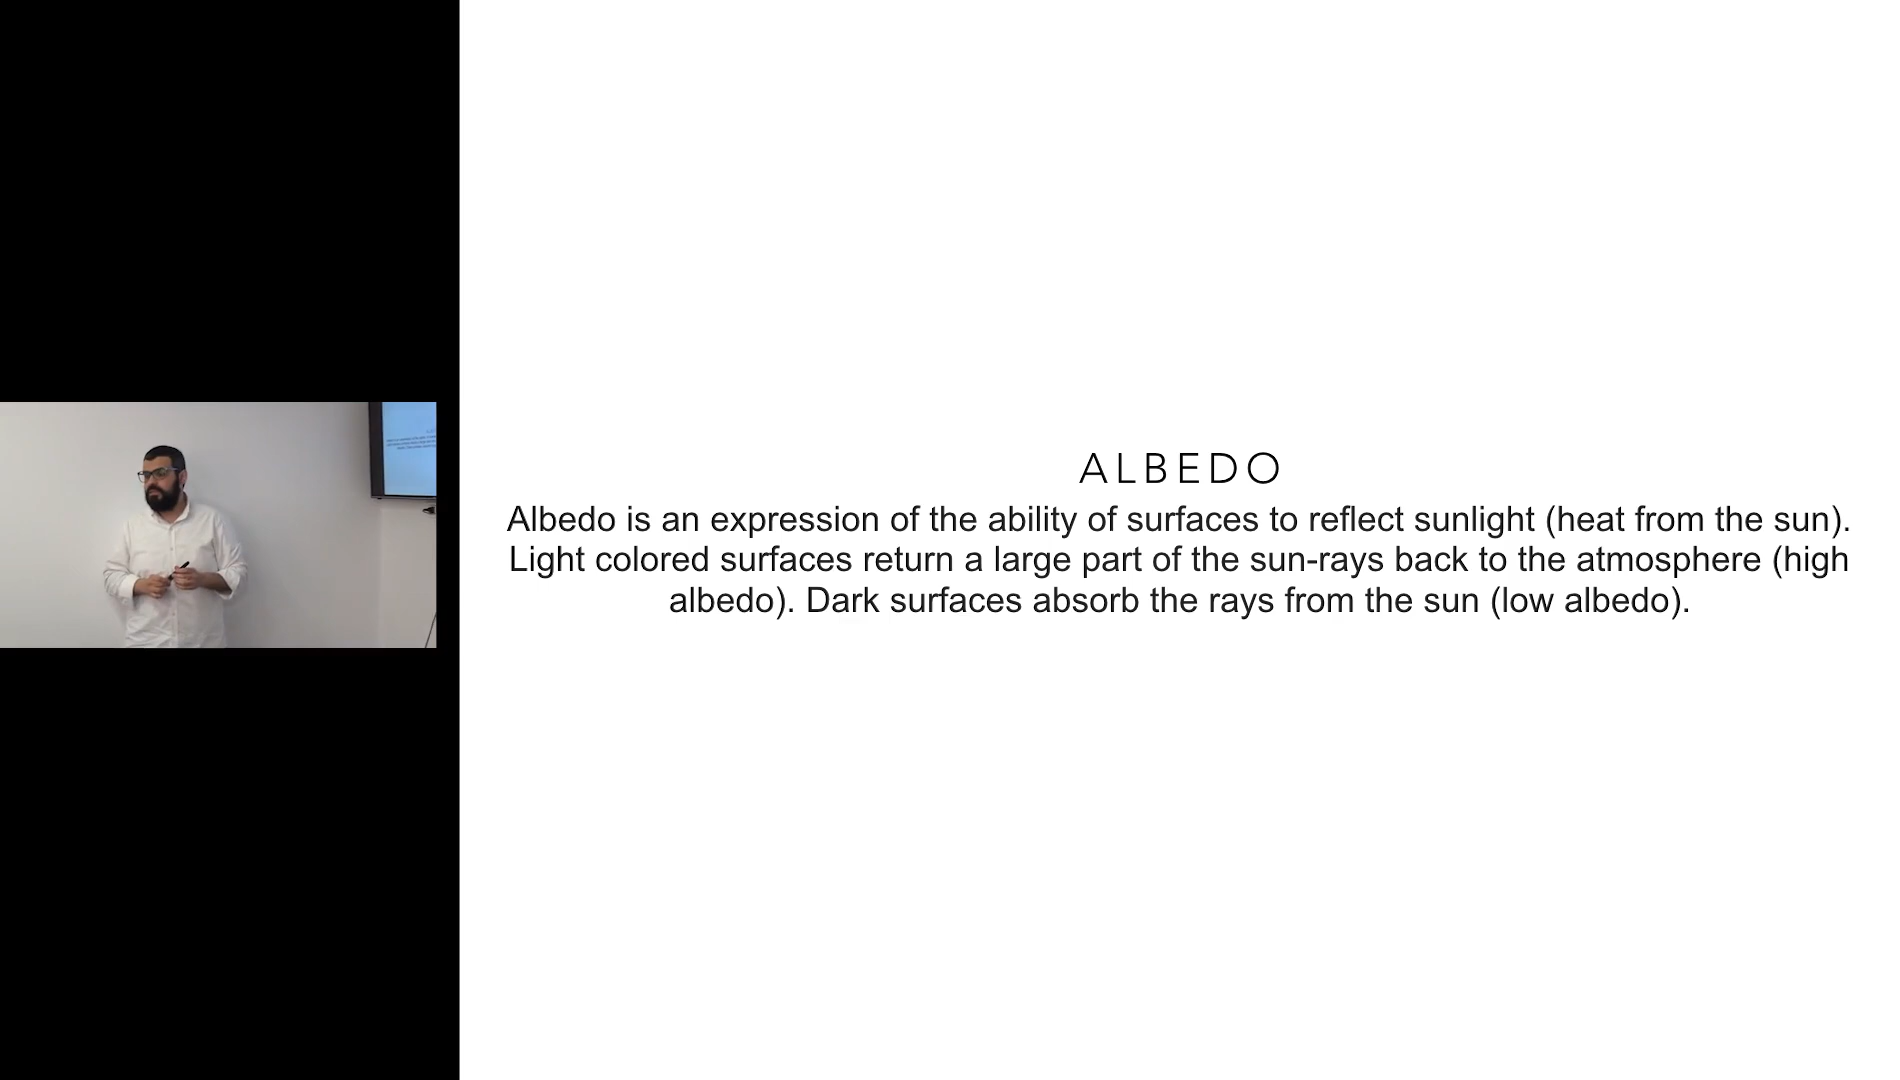 ALBEDO
Albedo is an expression of the ability of surfaces to reflect sunlight (heat from the sun).
Light colored surfaces return a large part of the sun-rays back to the atmosphere (high
albedo). Dark surfaces absorb the rays from the sun (low albedo).